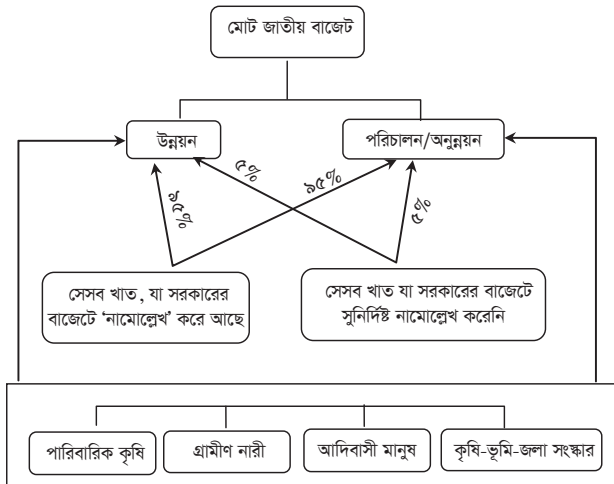 মোট জাতীয় বাজেট
উন্নয়ন
পরিচালন/অনুন্নয়ন
৫%
৯৫%
৯৫%
৫%
সেসব খাত, যা সরকারের
বাজেটে ‘নামোল্লেখ’ করে আছে
সেসব খাত যা সরকারের বাজেটে
সুনির্দিষ্ট নামোল্লেখ করেনি
পারিবারিক কৃষি
গ্রামীণ নারী
আদিবাসী মানুষ
কৃষি-ভূমি-জলা সংস্কার